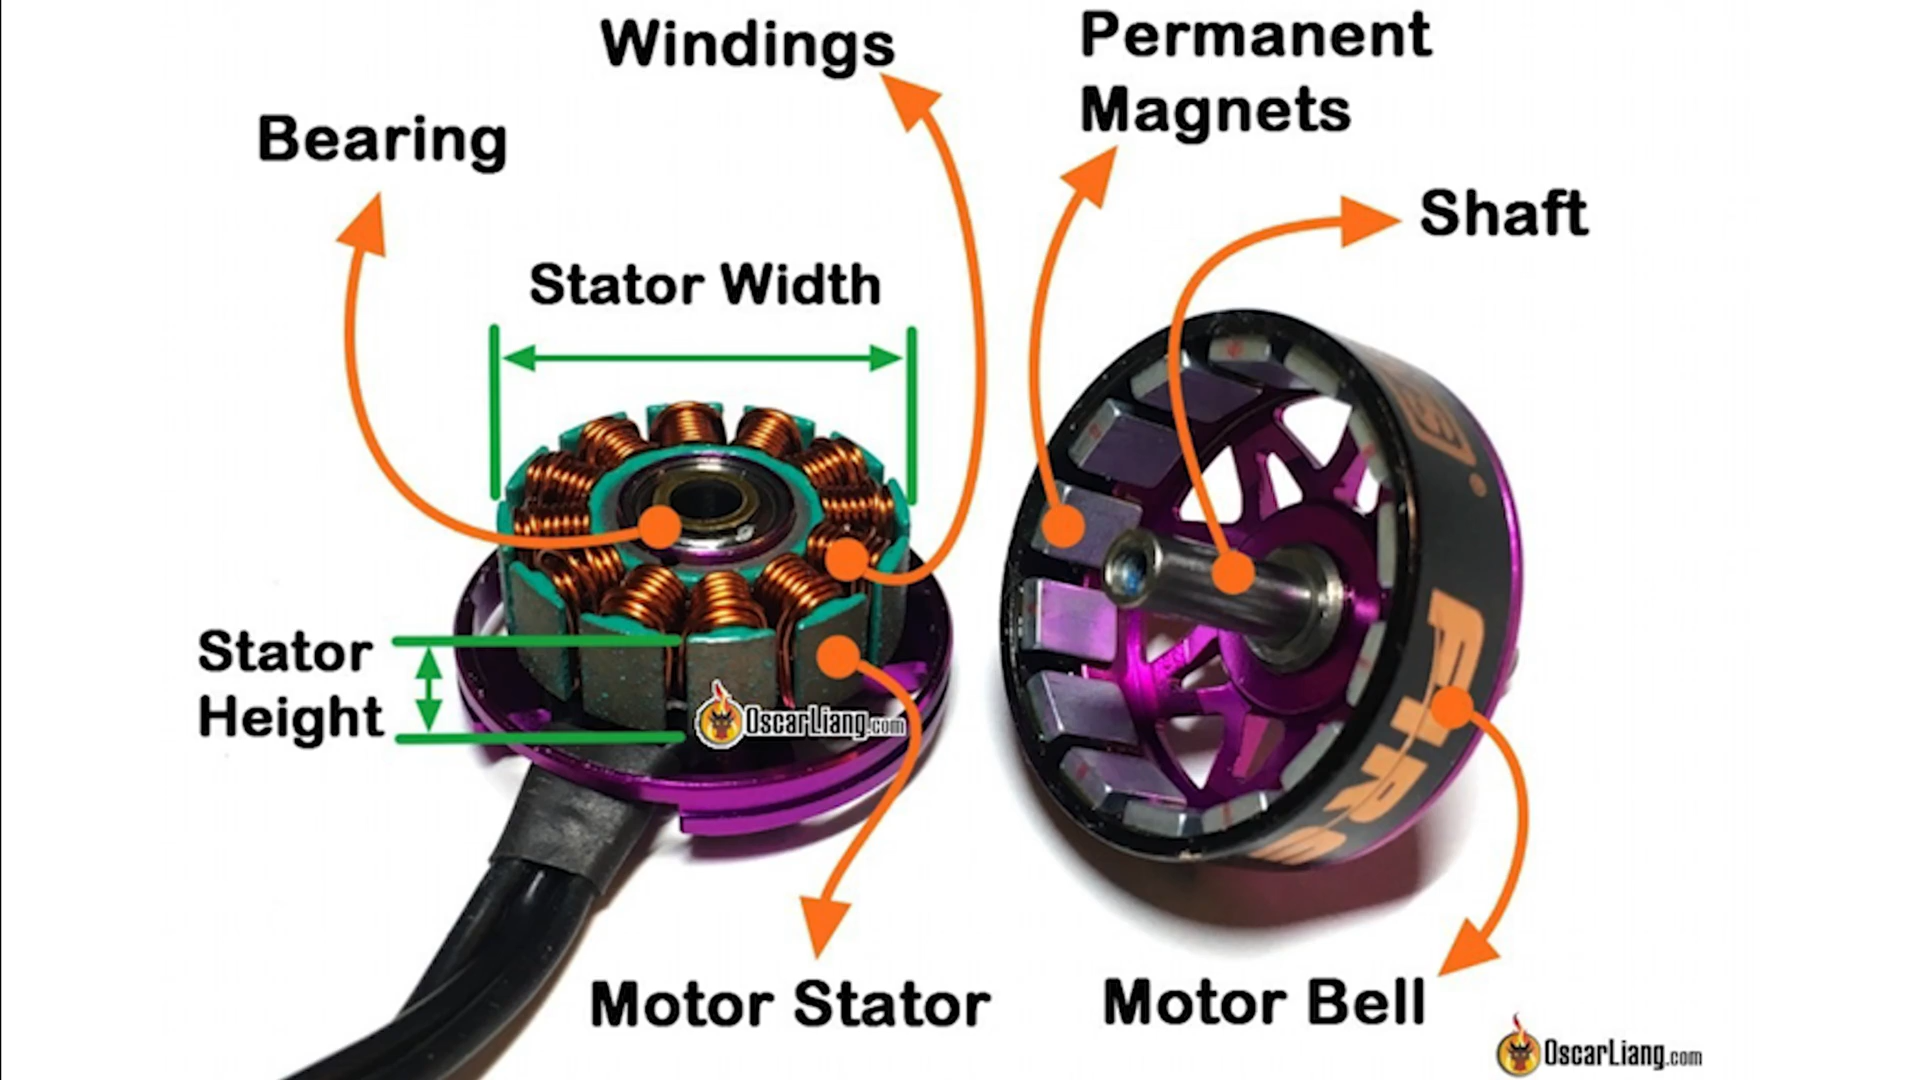 Windings
Permanent
Magnets
Bearing
Shaft
Stator Width
Stator
Height
OscarLiang.com
Motor Stator
Motor Bell
OscarLiang.com